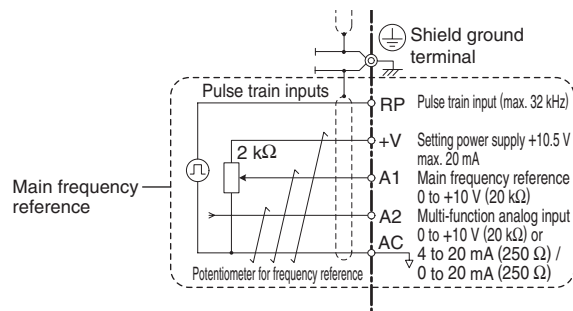 Shield ground
terminal
Pulse train inputs
RP Pulse train input (max. 32 kHz)
+V Setting power supply +10.5 V
max. 20 mA
2 kΩ
A1 Main frequency reference
0 to +10 V (20 kΩ)
Main frequency
reference
A2 Multi-function analog input
0 to +10 V (20 kΩ) or
AC 4 to 20 mA (250 Ω) /
0 to 20 mA (250 Ω)
Potentiometer for frequency reference